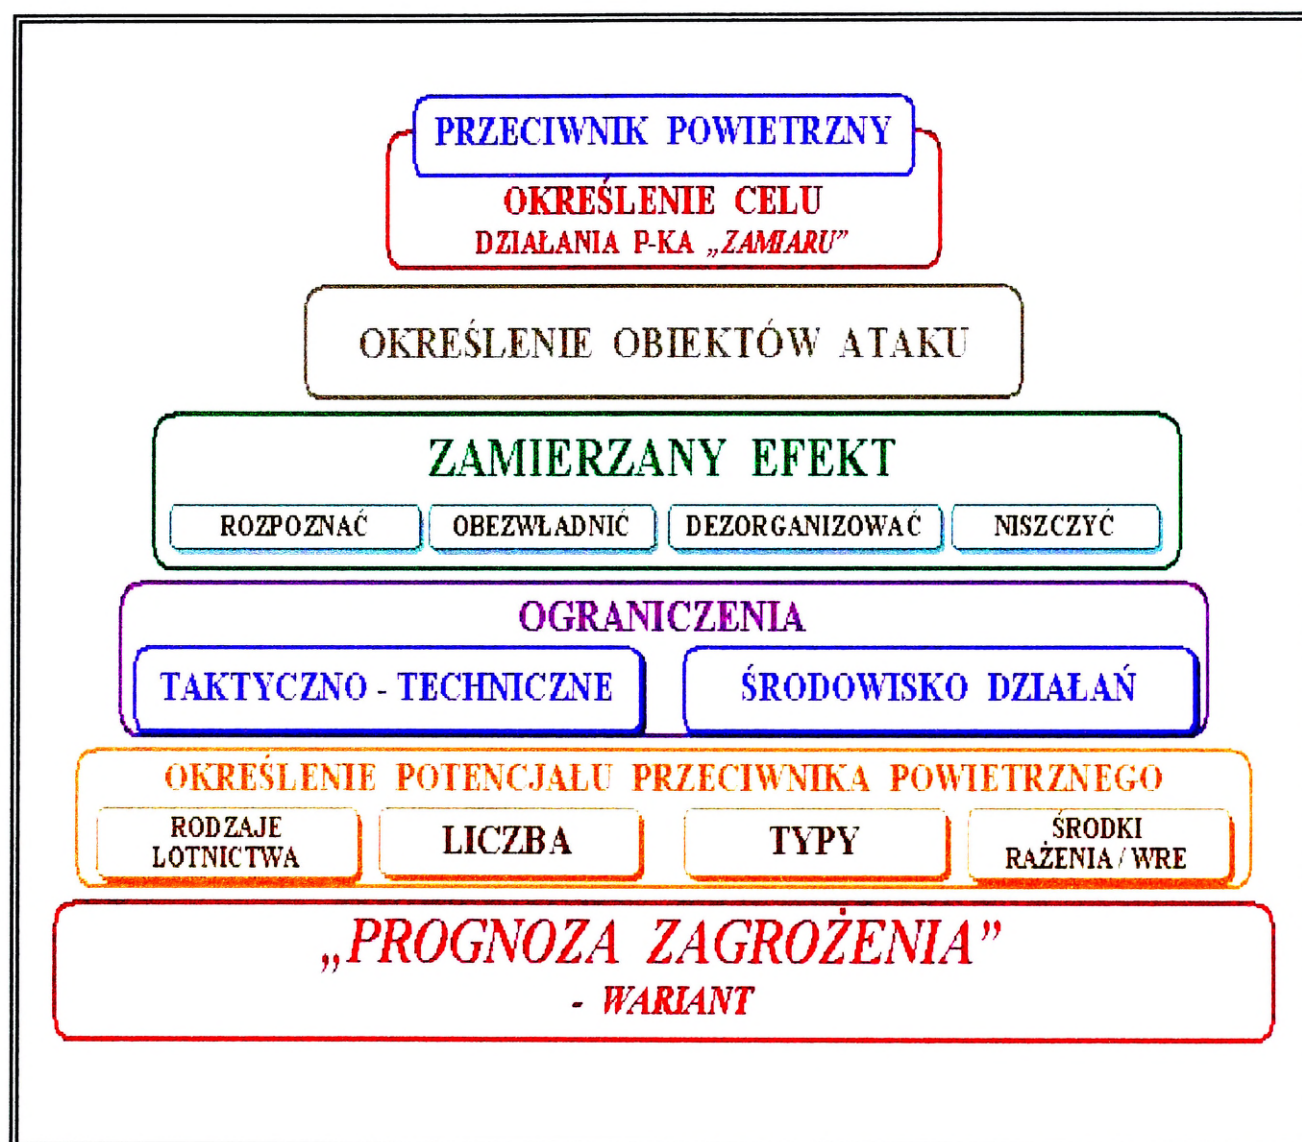 PRZECIWNIK POWIETRZNY
OKREŚLENIE CELU
DZIAŁANIA P-KA „ZAMIARU”
OKREŚLENIE OBIEKTÓW ATAKU
ZAMIERZANY EFEKT
ROZPOZNAĆ OBEZWŁADNIĆ DEZORGANIZOWAĆ NISZCZYĆ
OGRANICZENIA
TAKTYCZNO - TECHNICZNE ŚRODOWISKO DZIAŁAŃ
OKREŚLENIE POTENCJAŁU PRZECIWNIKA POWIETRZNEGO
RODZAJE
LOTNICTWA
LICZBA
TYPY
ŚRODKI
RAŻENIA / WRE
„PROGNOZA ZAGROŻENIA”
- WARIANT